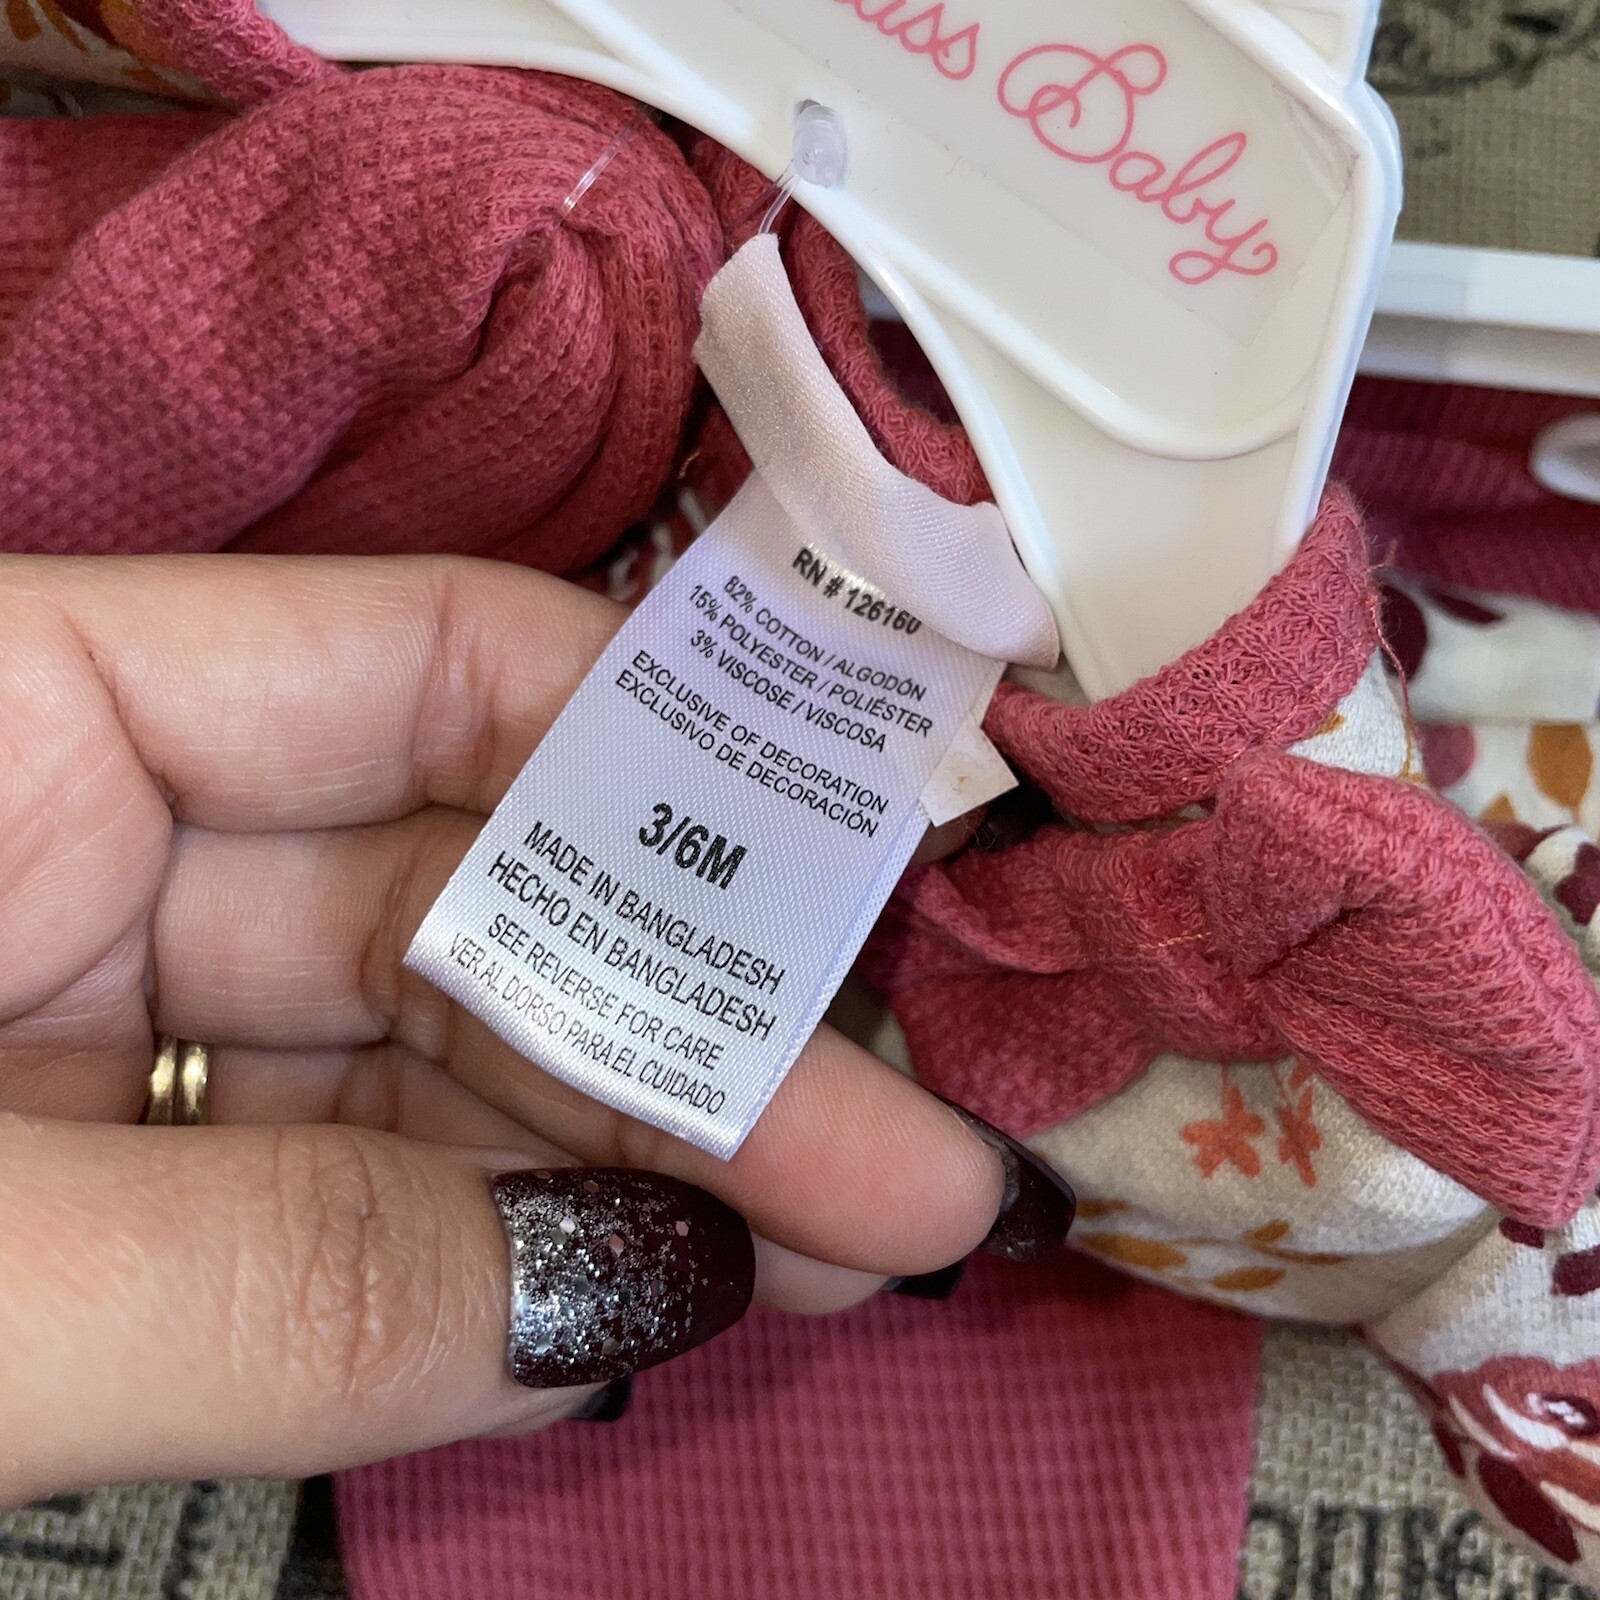 Baby
RN # 126160
82% COTTON / ALGODÓN
15% POLYESTER / POLIÉSTER
3% VISCOSE / VISCOSA
EXCLUSIVE OF DECORATION
EXCLUSIVO DE DECORACIÓN
3/6M
MADE IN BANGLADESH
HECHO EN BANGLADESH
SEE REVERSE FOR CARE
VER AL DORSO PARA EL CUIDADO